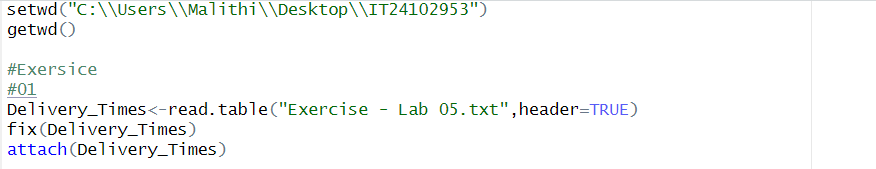 setwd("C:\\Users\\Malithi\\Desktop\\IT24102953")
getwd()
#Exersice
#01
Delivery_Times<-read.table("Exercise - Lab 05.txt",header=TRUE)
fix(Delivery_Times)
attach(Delivery_Times)